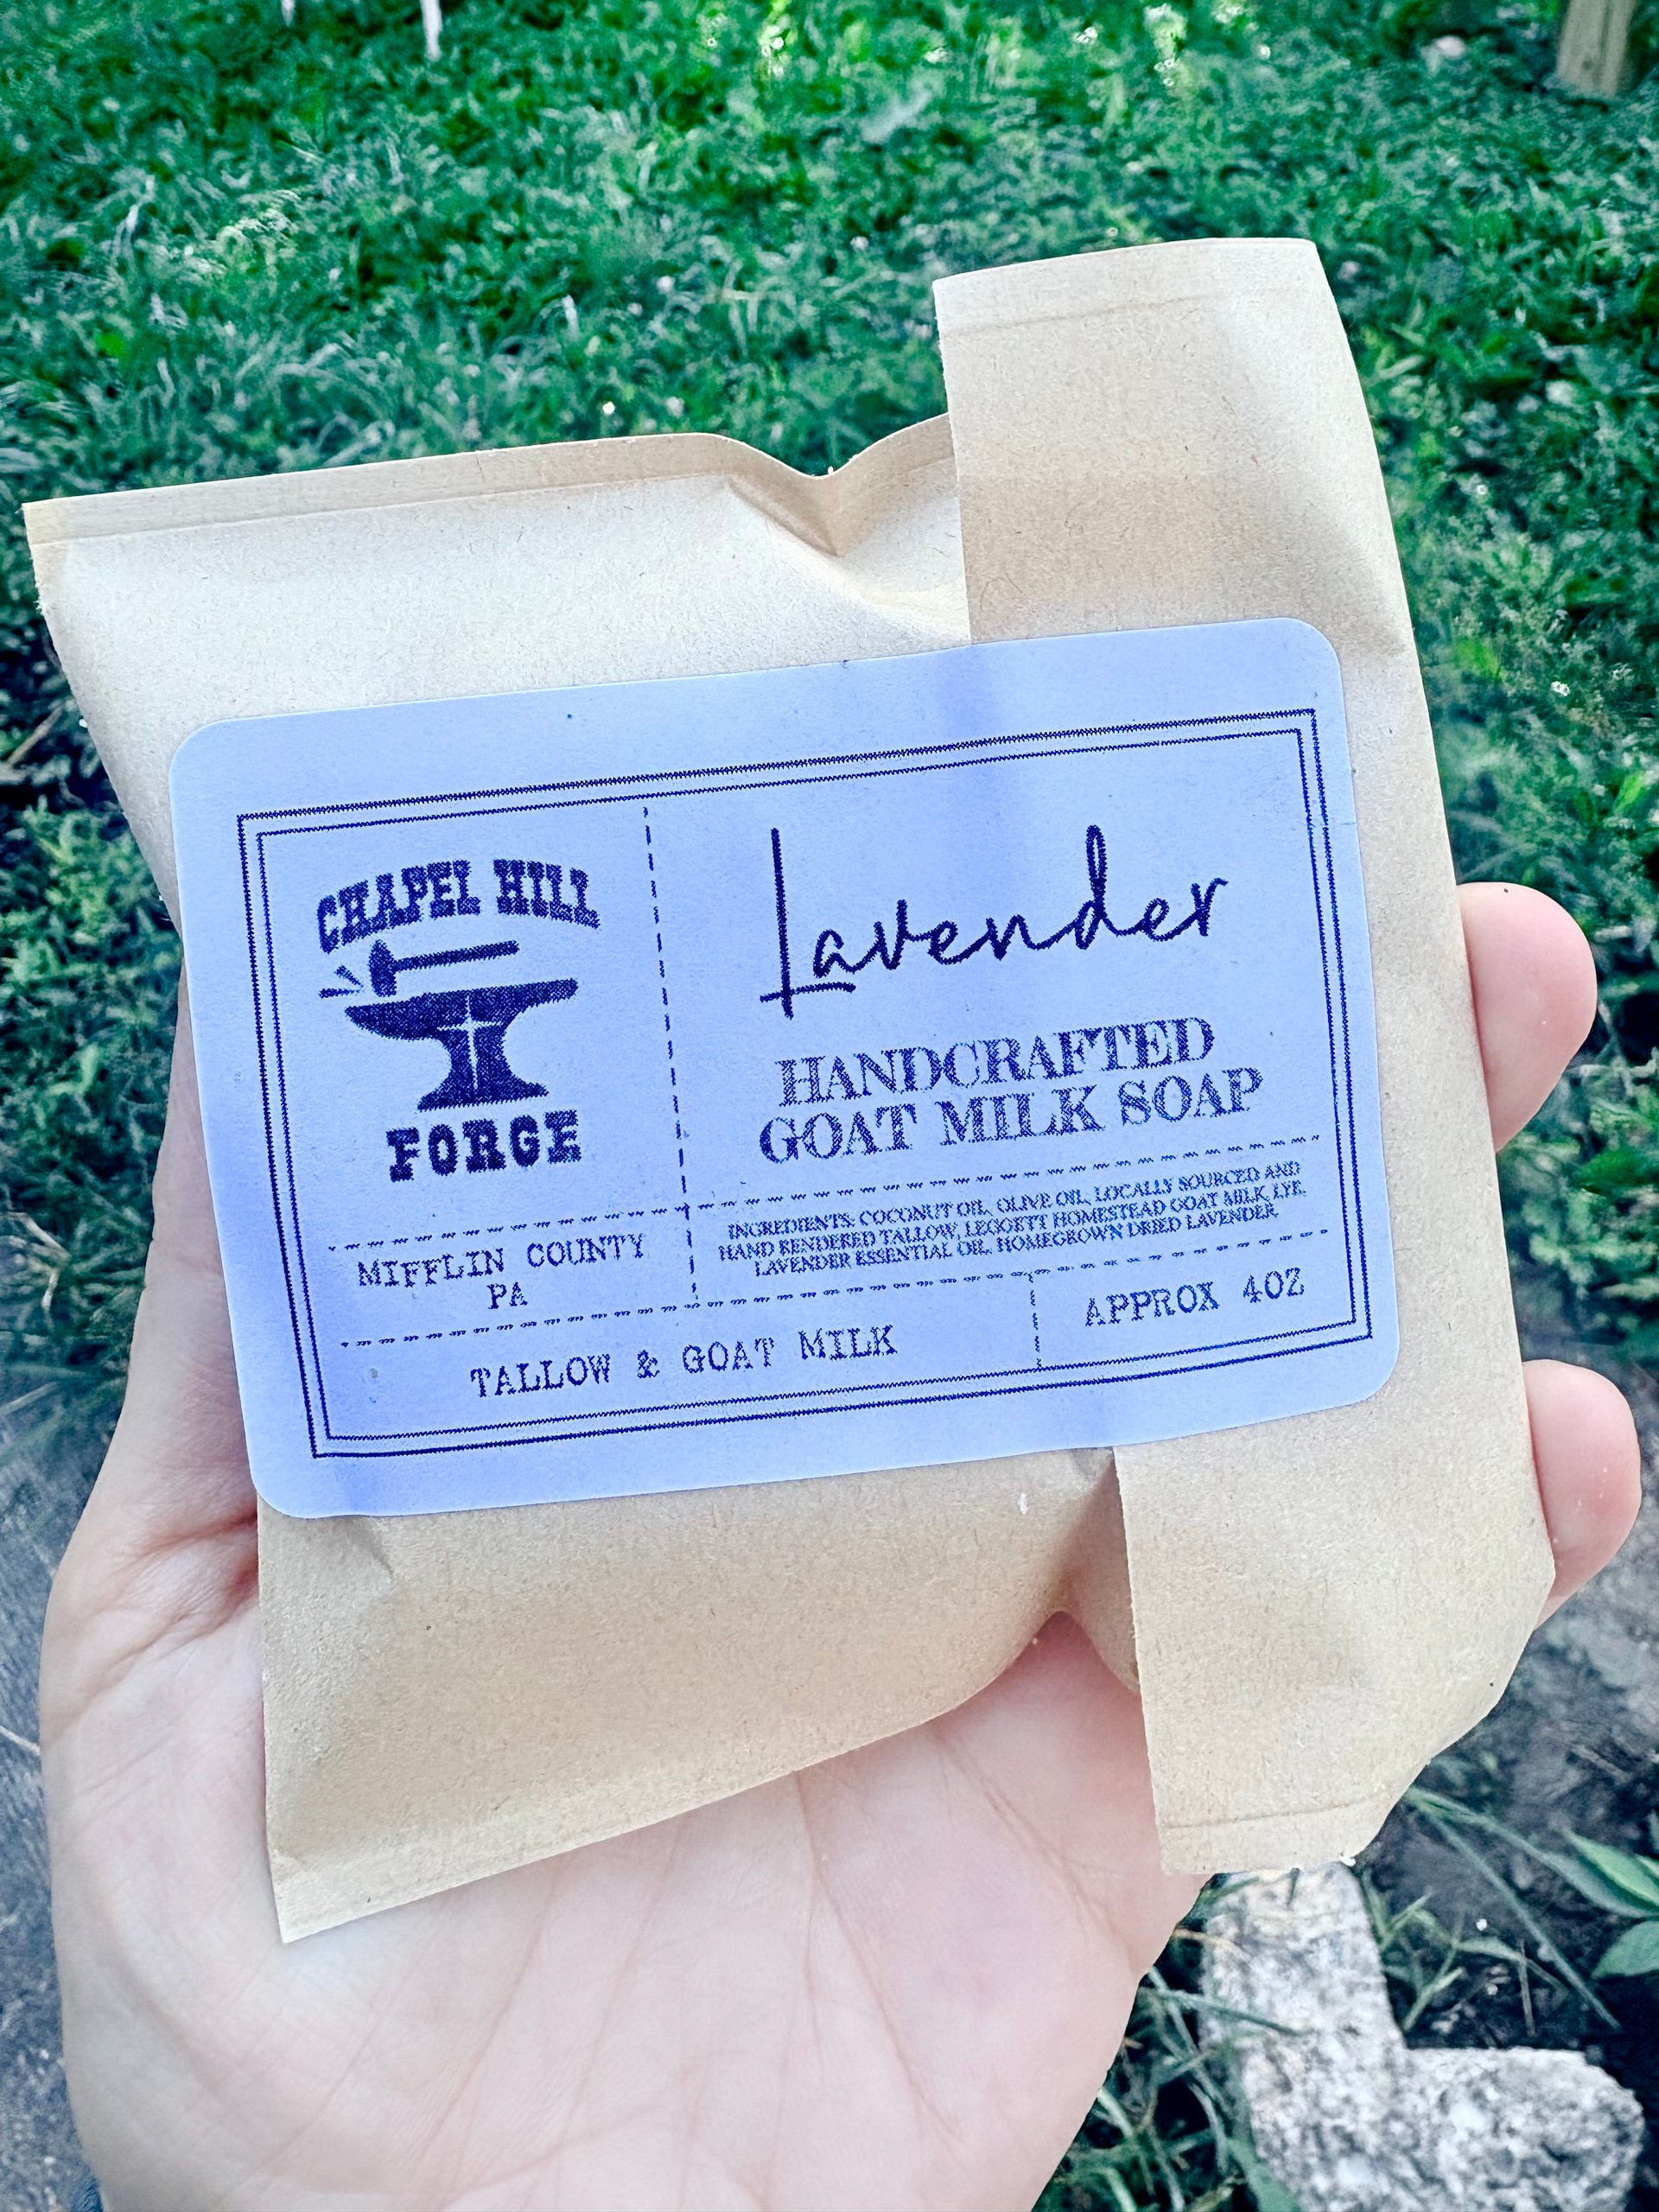 CHAPEL HILL
FORGE
MIFFLIN COUNTY
PA
Lavender
HANDCRAFTED
GOAT MILK SOAP
INGREDIENTS: COCONUT OIL, OLIVE OIL, LOCALLY SOURCED AND
HAND RENDERED TALLOW, LEGGETT HOMESTEAD GOAT MILK, LYE,
LAVENDER ESSENTIAL OIL, HOMEGROWN DRIED LAVENDER
TALLOW & GOAT MILK
APPROX 4OZ